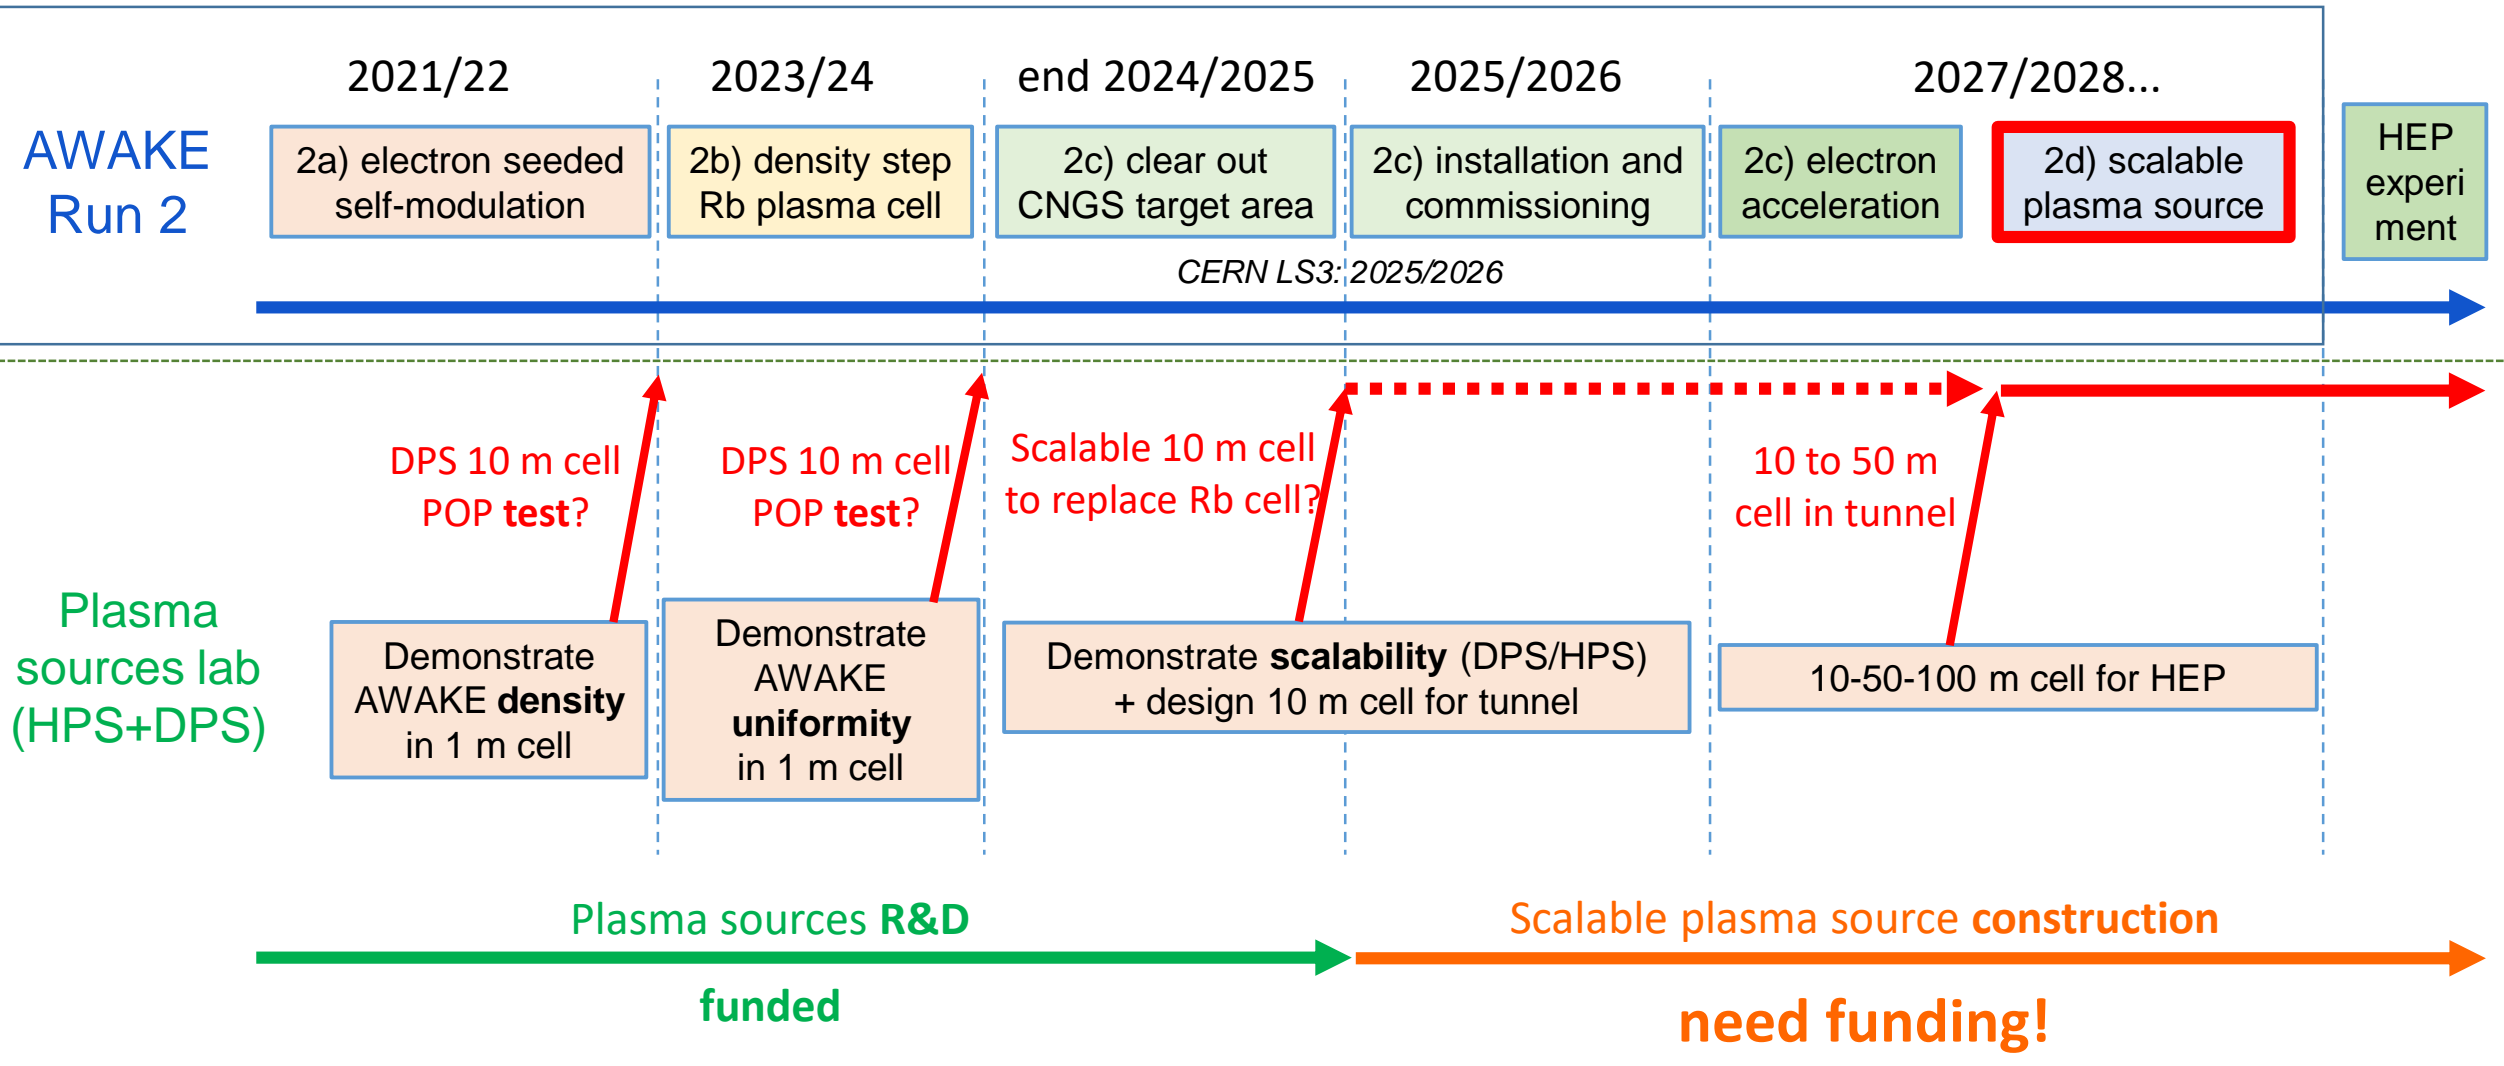 2021/22
2023/24
end 2024/2025
2025/2026
2027/2028...
AWAKE
Run 2
2a) electron seeded
self-modulation
2b) density step
Rb plasma cell
2c) clear out
CNGS target area
2c) installation and
commissioning
2c) electron
acceleration
2d) scalable
plasma source
HEP
experi
ment
CERN LS3: 2025/2026
DPS 10 m cell
POP test?
DPS 10 m cell
POP test?
Scalable 10 m cell
to replace Rb cell?
10 to 50 m
cell in tunnel
Plasma
sources lab
(HPS+DPS)
Demonstrate
AWAKE density
in 1 m cell
Demonstrate
AWAKE
uniformity
in 1 m cell
Demonstrate scalability (DPS/HPS)
+ design 10 m cell for tunnel
10-50-100 m cell for HEP
Plasma sources R&D
Scalable plasma source construction
funded
need funding!